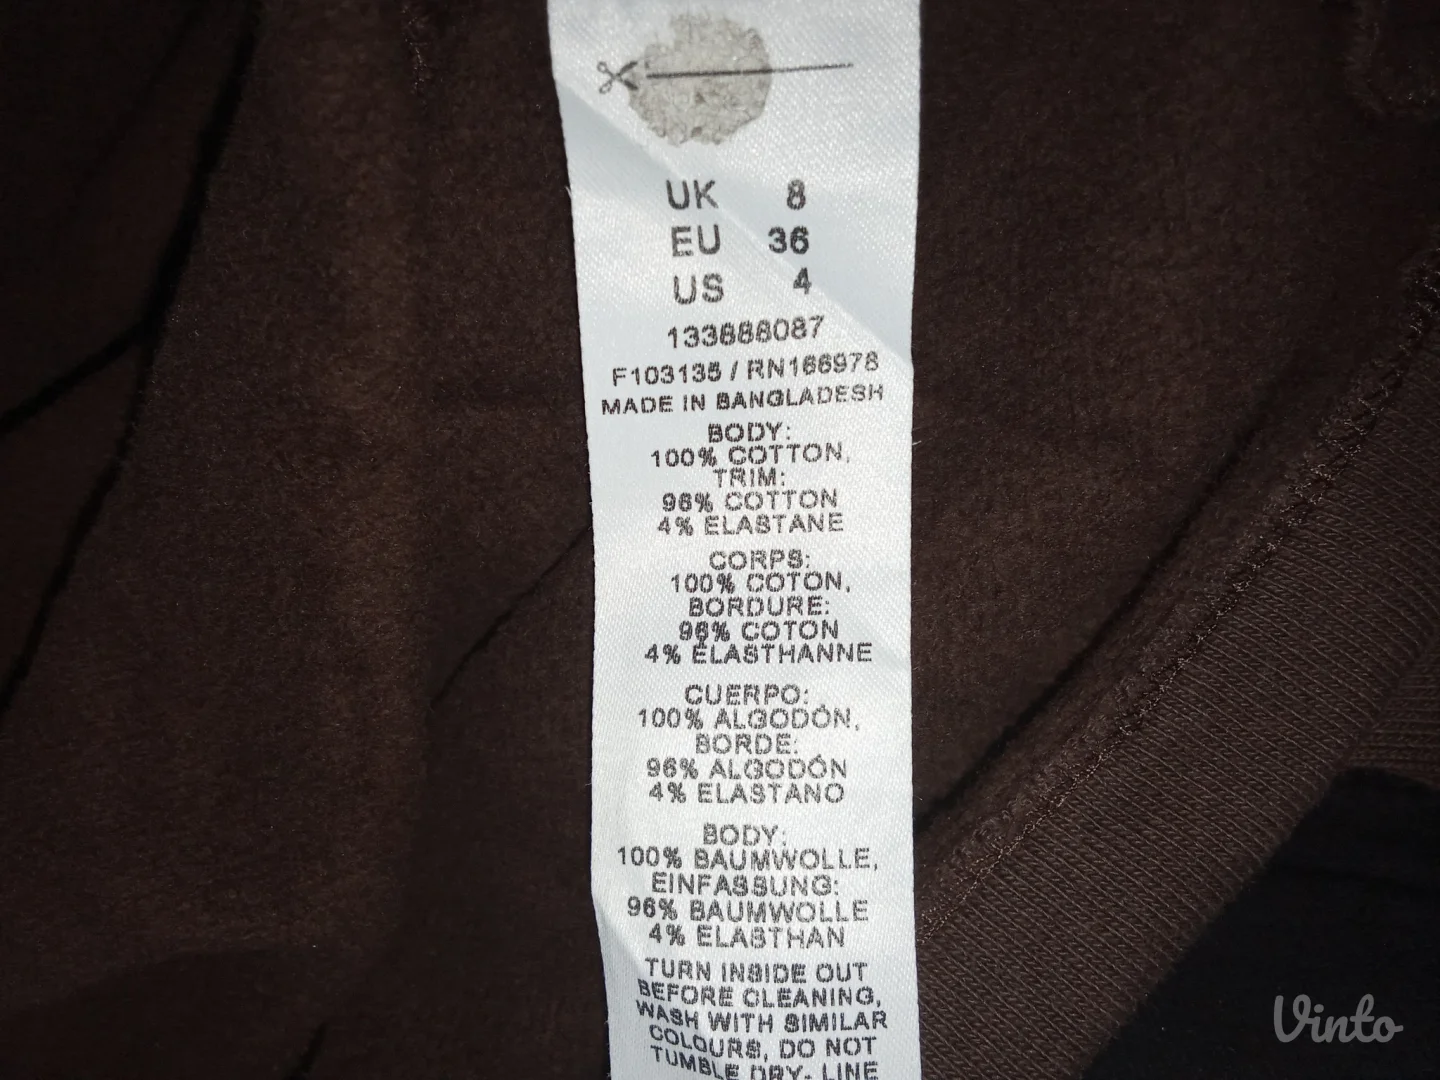 UK 8
EU 36
US 4
133888087
F103135 / RN166978
MADE IN BANGLADESH
BODY:
100% COTTON,
TRIM:
96% COTTON
4% ELASTANE
CORPS:
100% COTON,
BORDURE:
96% COTON
4% ÉLASTHANNE
CUERPO:
100% ALGODÓN,
BORDE:
96% ALGODÓN
4% ELASTANO
BODY:
100% BAUMWOLLE,
EINFASSUNG:
96% BAUMWOLLE
4% ELASTHAN
TURN INSIDE OUT
BEFORE CLEANING,
WASH WITH SIMILAR
COLOURS, DO NOT
TUMBLE DRY- LINE
Vinto